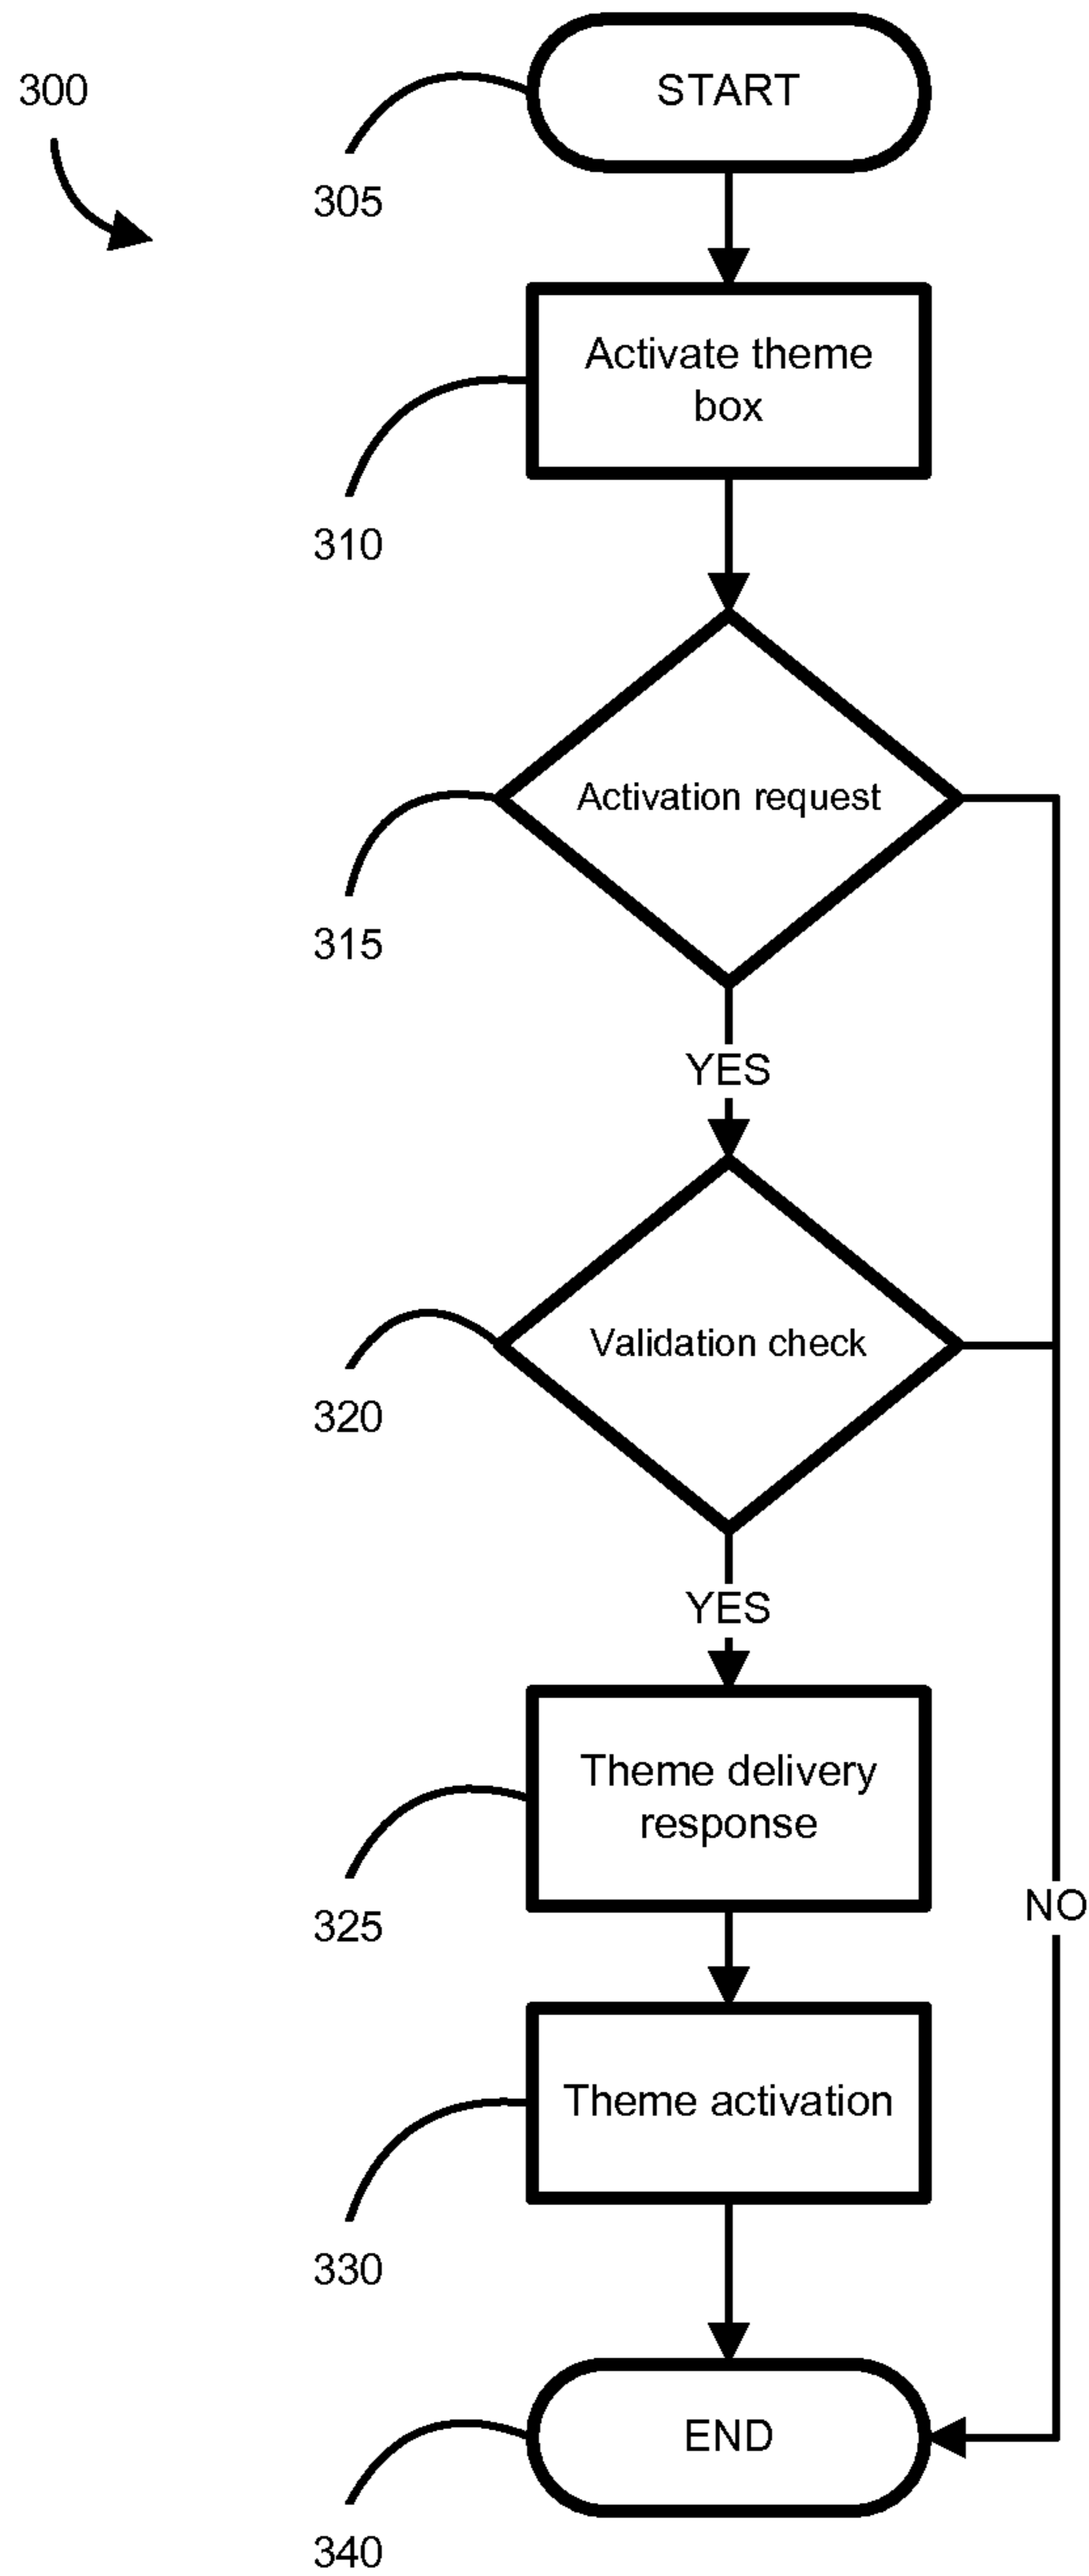 300
START
305
Activate theme
box
310
Activation request
315
YES
Validation check
320
YES
Theme delivery
response
325
NO
Theme activation
330
END
340